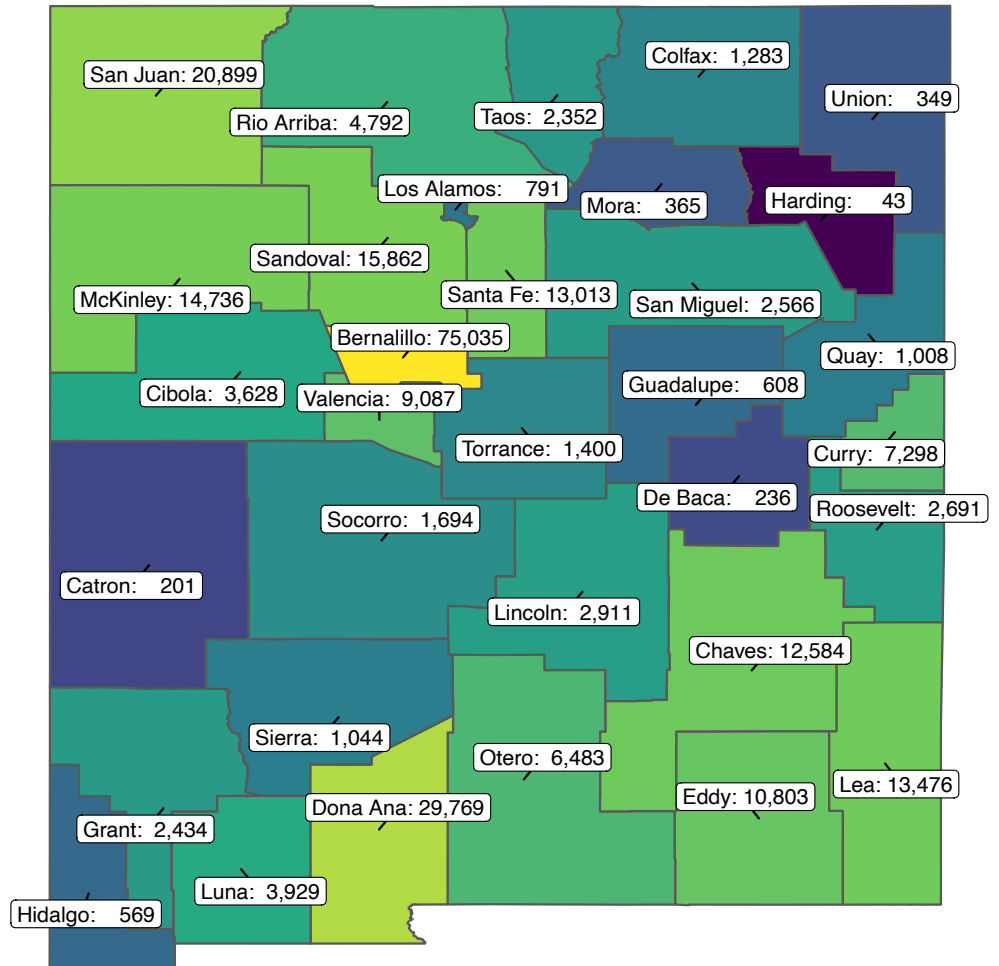 Colfax: 1,283
San Juan: 20,899
Union: 349
Taos: 2,352
Rio Arriba: 4,792
Los Alamos: 791
Harding: 43
Mora: 365
Sandoval: 15,862
Santa Fe: 13,013
McKinley: 14,736
San Miguel: 2,566
Bernalillo: 75,035
Quay: 1,008
Guadalupe: 608
Cibola: 3,628
Valencia: 9,087
Torrance: 1,400
Curry: 7,298
De Baca: 236
Roosevelt: 2,691
Socorro: 1,694
Catron: 201
Lincoln: 2,911
Chaves: 12,584
Sierra: 1,044
Otero: 6,483
Lea: 13,476
Eddy: 10,803
Dona Ana: 29,769
Grant: 2,434
Luna: 3,929
Hidalgo: 569